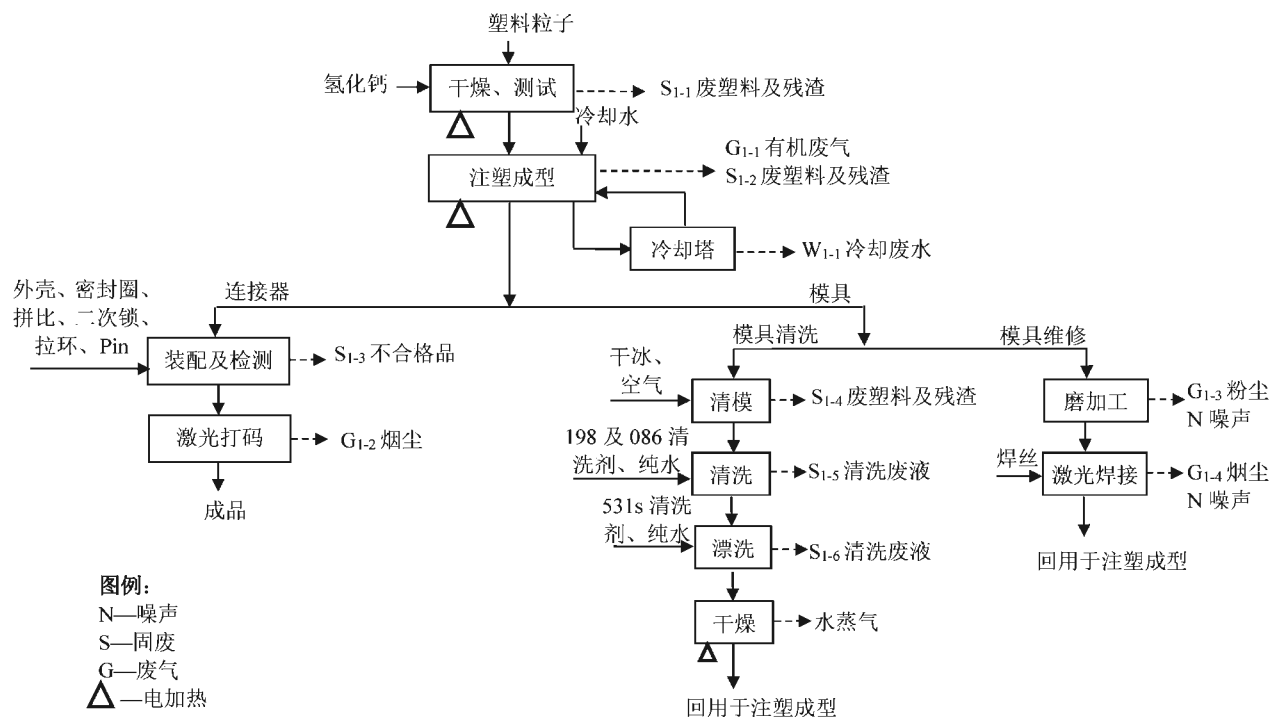 塑料粒子
氢化钙
干燥、测试
S1-1 废塑料及残渣
冷却水
注塑成型
G1-1 有机废气
S1-2 废塑料及残渣
冷却塔
W1-1 冷却废水
外壳、密封圈、
拼比、二次锁、
拉环、Pin
连接器
模具
装配及检测
S1-3 不合格品
激光打码
G1-2 烟尘
成品
模具清洗
模具维修
干冰、
空气
清模
S1-4 废塑料及残渣
磨加工
G1-3 粉尘
N 噪声
198 及 086 清
洗剂、纯水
清洗
S1-5 清洗废液
焊丝
激光焊接
G1-4 烟尘
N 噪声
531s 清洗
剂、纯水
漂洗
S1-6 清洗废液
回用于注塑成型
干燥
水蒸气
回用于注塑成型
图例：
N—噪声
S—固废
G—废气
—电加热